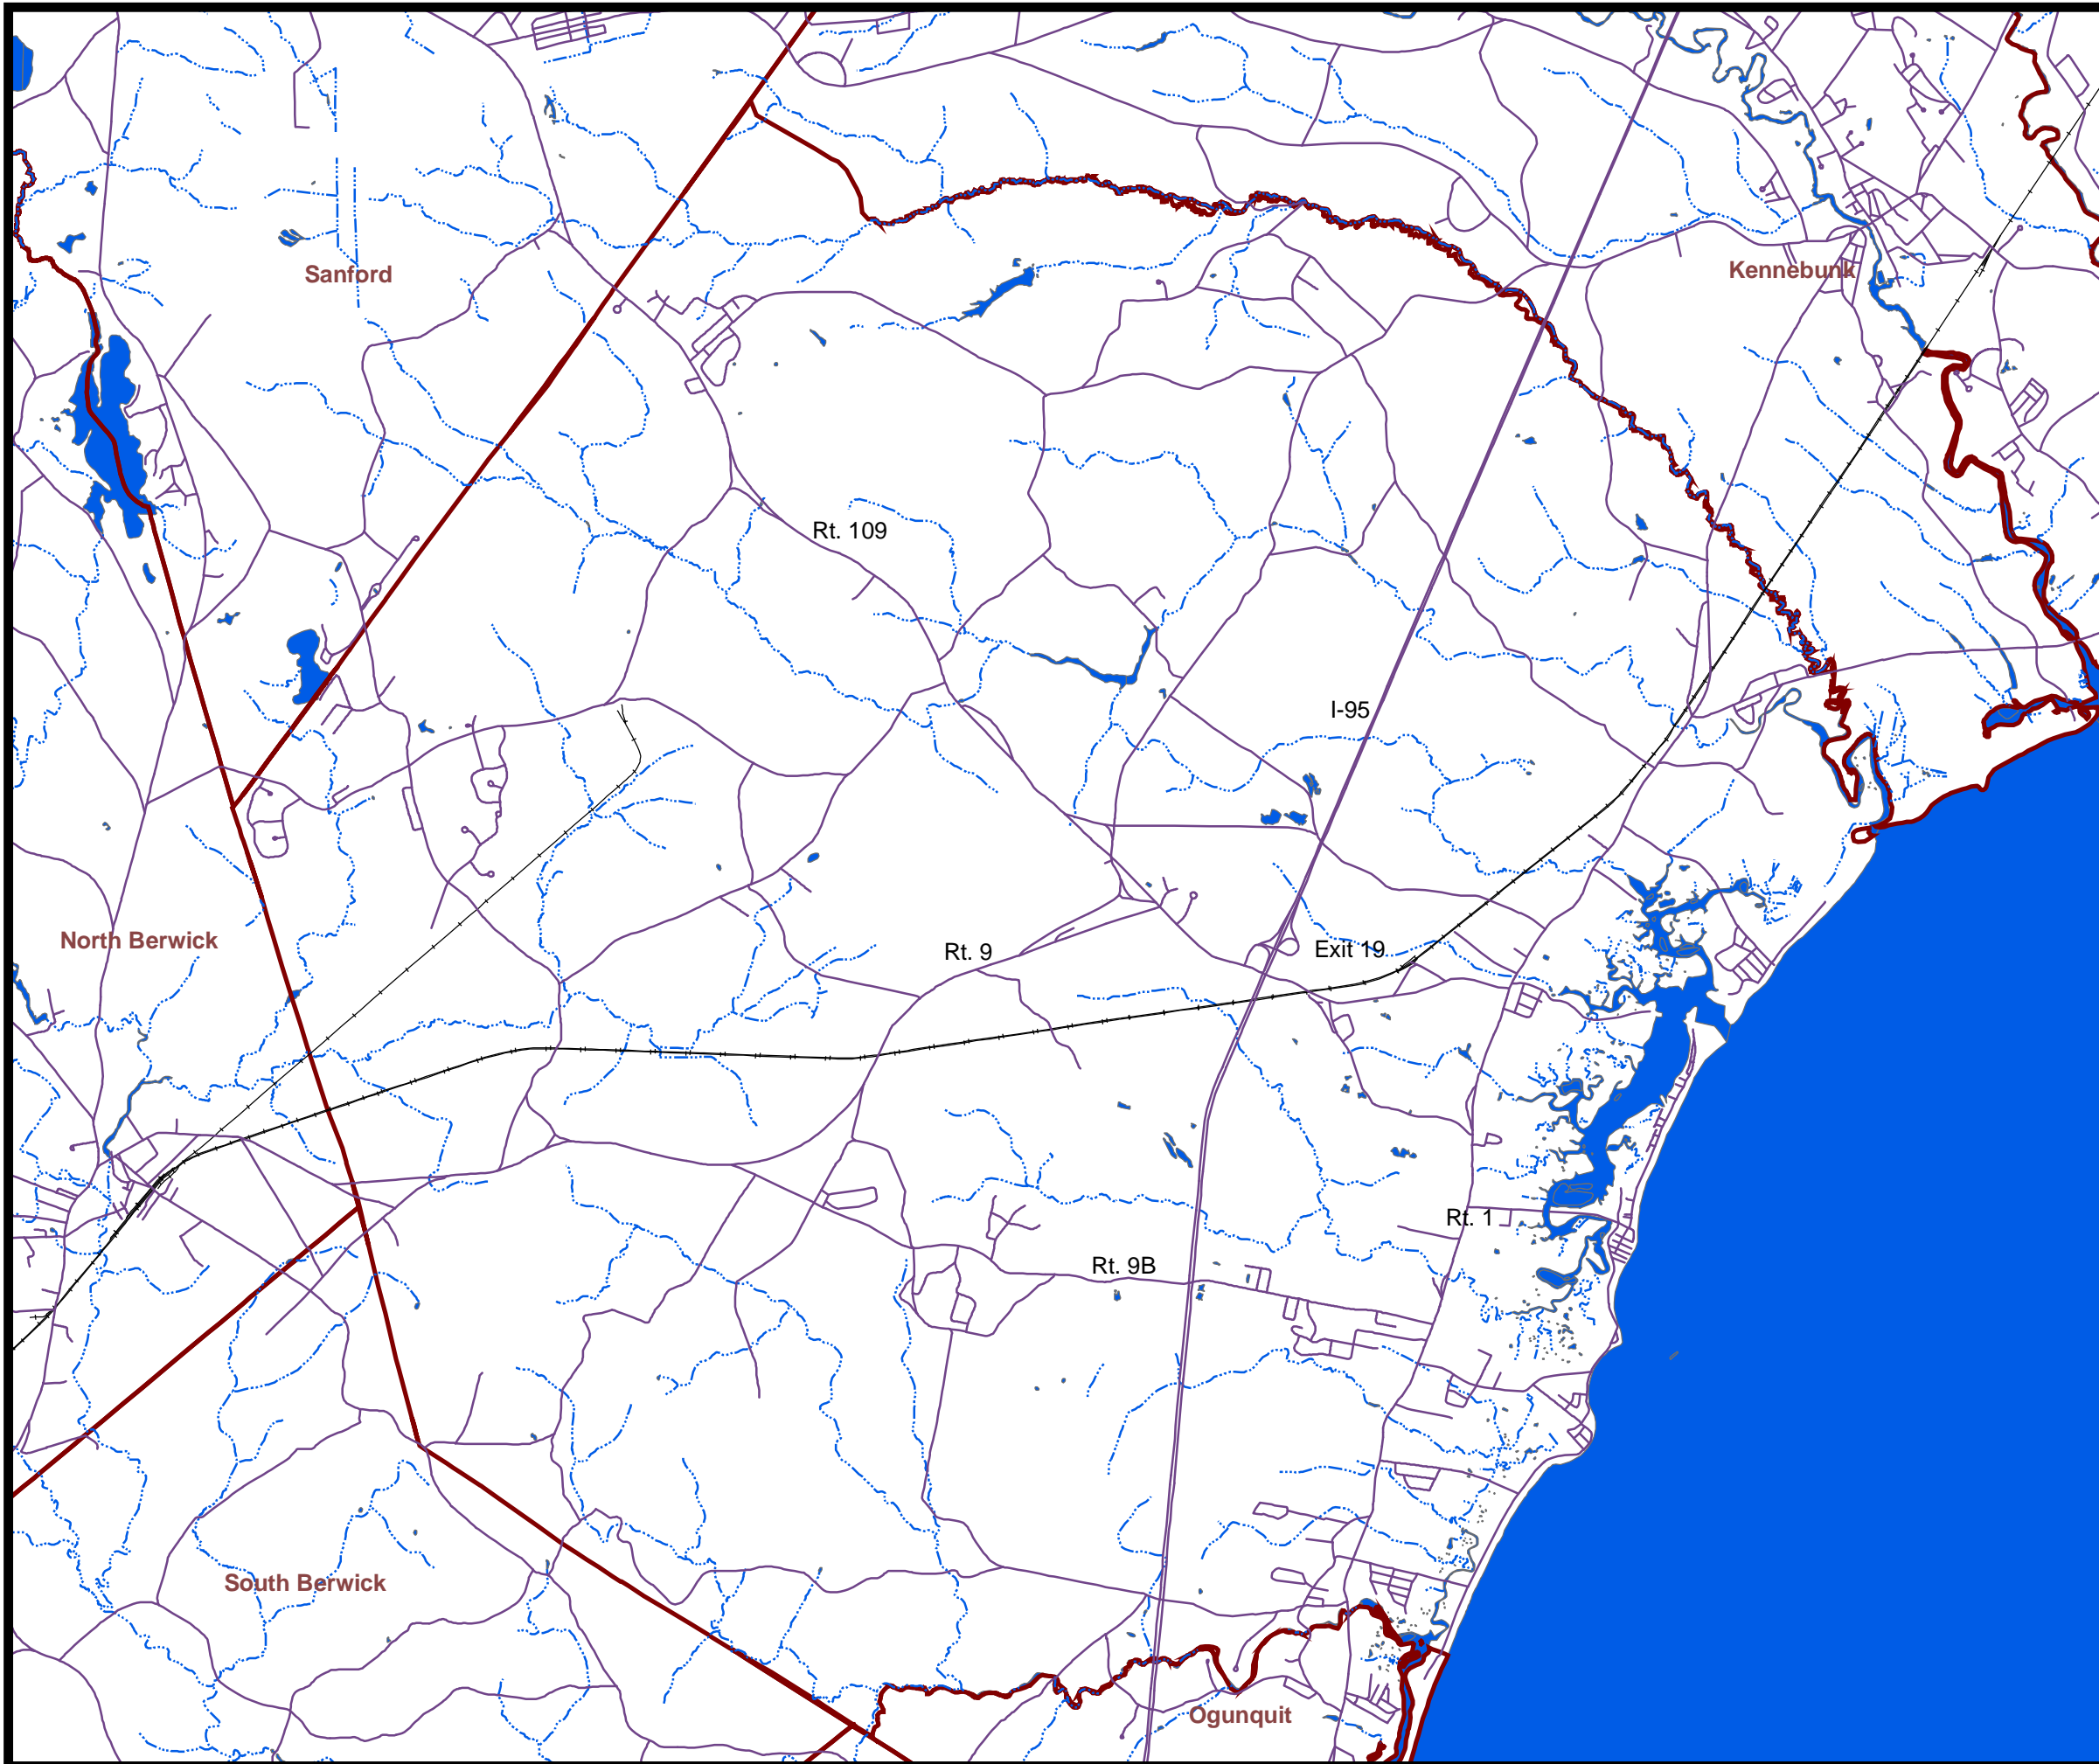 Sanford
Kennebunk
Rt. 109
I-95
North Berwick
Rt. 9
Exit 19
Rt. 1
Rt. 9B
South Berwick
Ogunquit